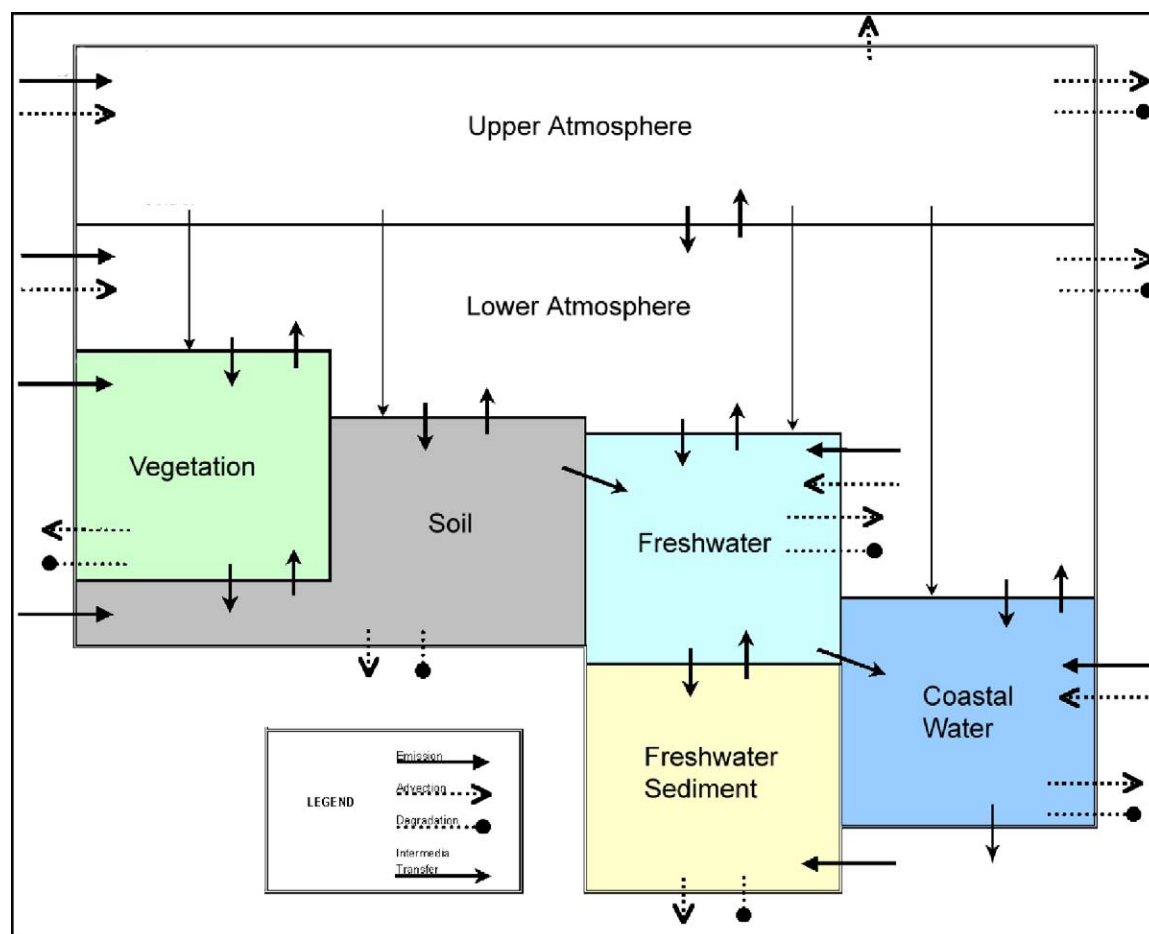 Upper Atmosphere
Lower Atmosphere
Vegetation
Soil
Freshwater
Coastal
Water
Freshwater
Sediment
LEGEND
Emission
Advection
Degradation
Intermedia
Transfer